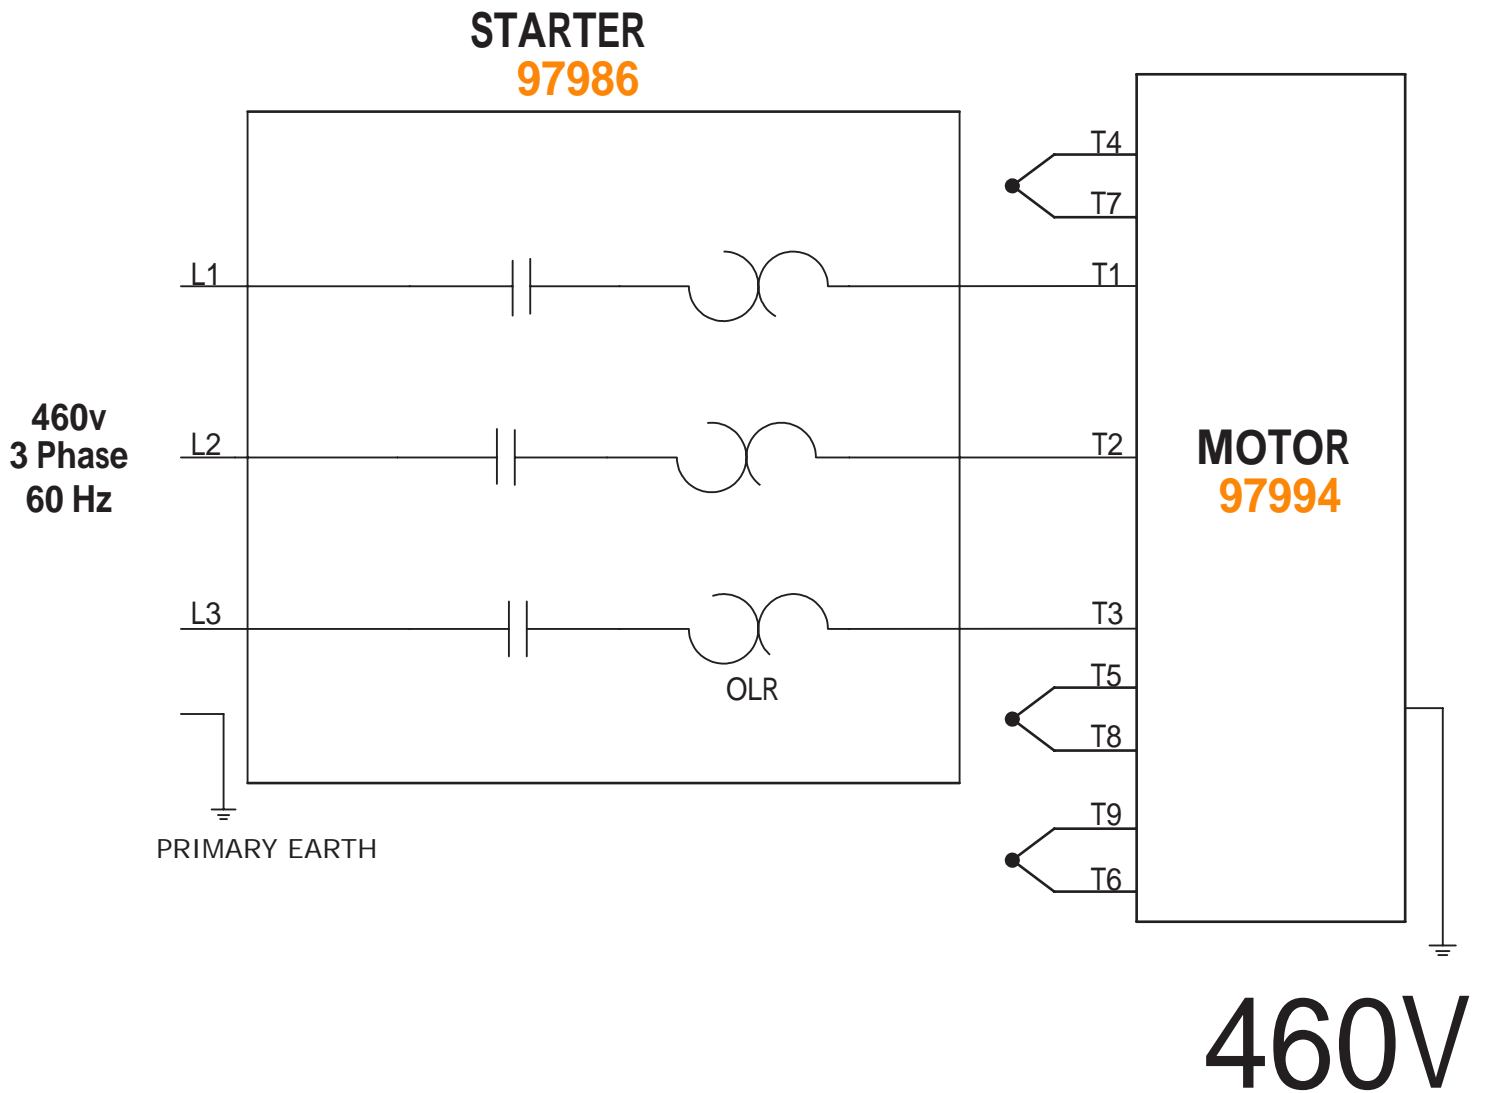 STARTER
97986
T4
T7
L1
T1
460v
3 Phase
60 Hz
L2
T2
MOTOR
97994
L3
T3
OLR
T5
T8
T9
T6
PRIMARY EARTH
460V